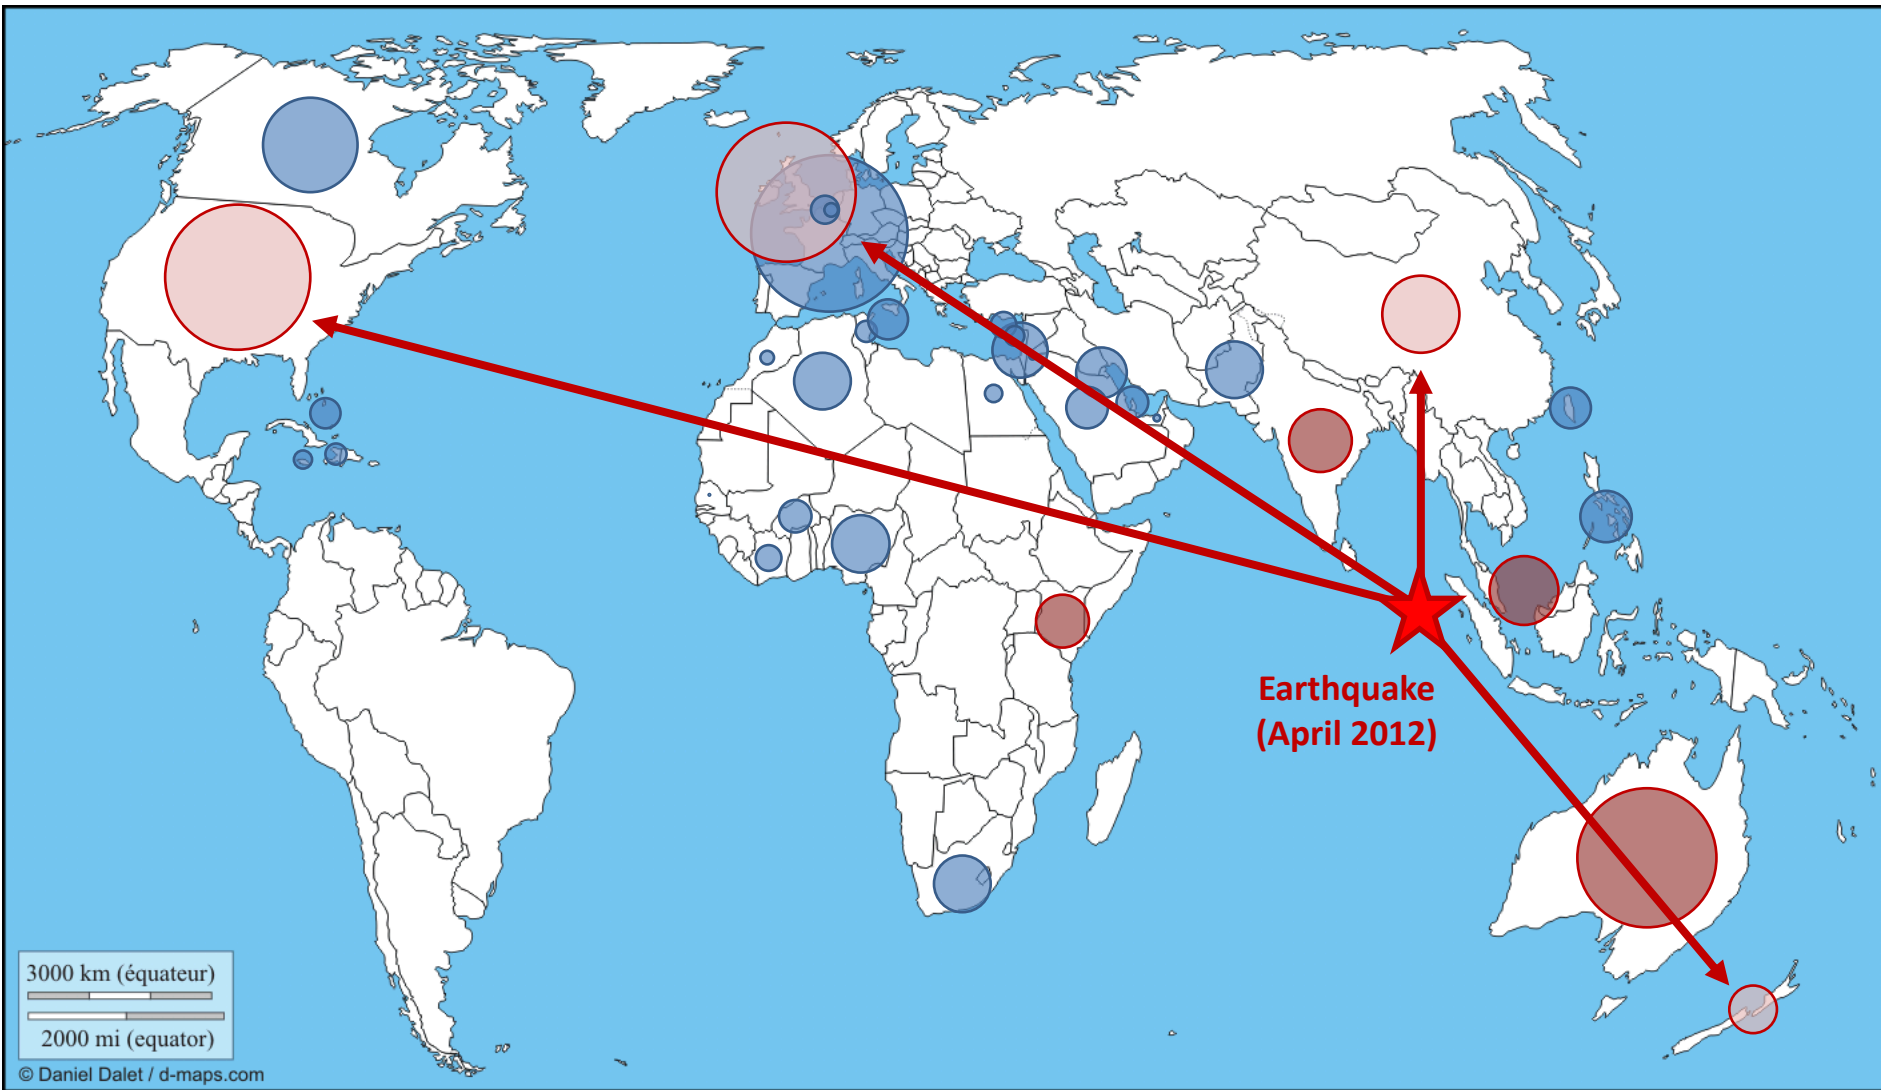 Earthquake
(April 2012)
3000 km (équateur)
2000 mi (equator)
© Daniel Dalet / d-maps.com